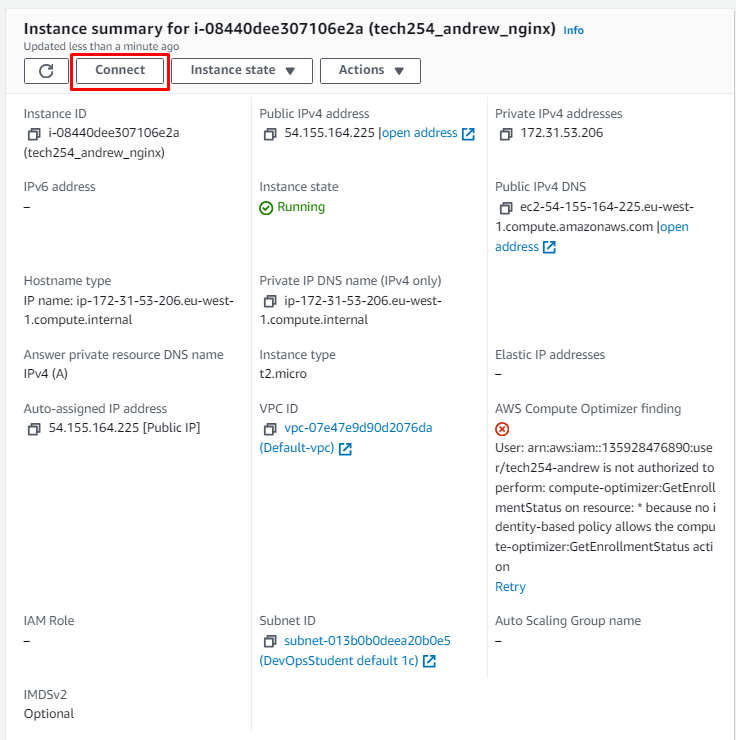 Instance summary for i-08440dee307106e2a (tech254_andrew_nginx) Info
Updated less than a minute ago
Connect
Instance state
Actions
Instance ID
i-08440dee307106e2a
(tech254_andrew_nginx)
Public IPv4 address
54.155.164.225 |open address
Private IPv4 addresses
172.31.53.206
IPv6 address
–
Instance state
Running
Public IPv4 DNS
ec2-54-155-164-225.eu-west-
1.compute.amazonaws.com |open
address
Hostname type
IP name: ip-172-31-53-206.eu-west-
1.compute.internal
Private IP DNS name (IPv4 only)
ip-172-31-53-206.eu-west-
1.compute.internal
Answer private resource DNS name
IPv4 (A)
Instance type
t2.micro
Elastic IP addresses
–
Auto-assigned IP address
54.155.164.225 [Public IP]
VPC ID
vpc-07e47e9d90d2076da
(Default-vpc)
AWS Compute Optimizer finding
User: arn:aws:iam::135928476890:use
r/tech254-andrew is not authorized to
perform: compute-optimizer:GetEnroll
mentStatus on resource: * because no i
dentity-based policy allows the compu
te-optimizer:GetEnrollmentStatus acti
on
Retry
IAM Role
–
Subnet ID
subnet-013b0b0deea20b0e5
(DevOpsStudent default 1c)
Auto Scaling Group name
–
IMDSv2
Optional